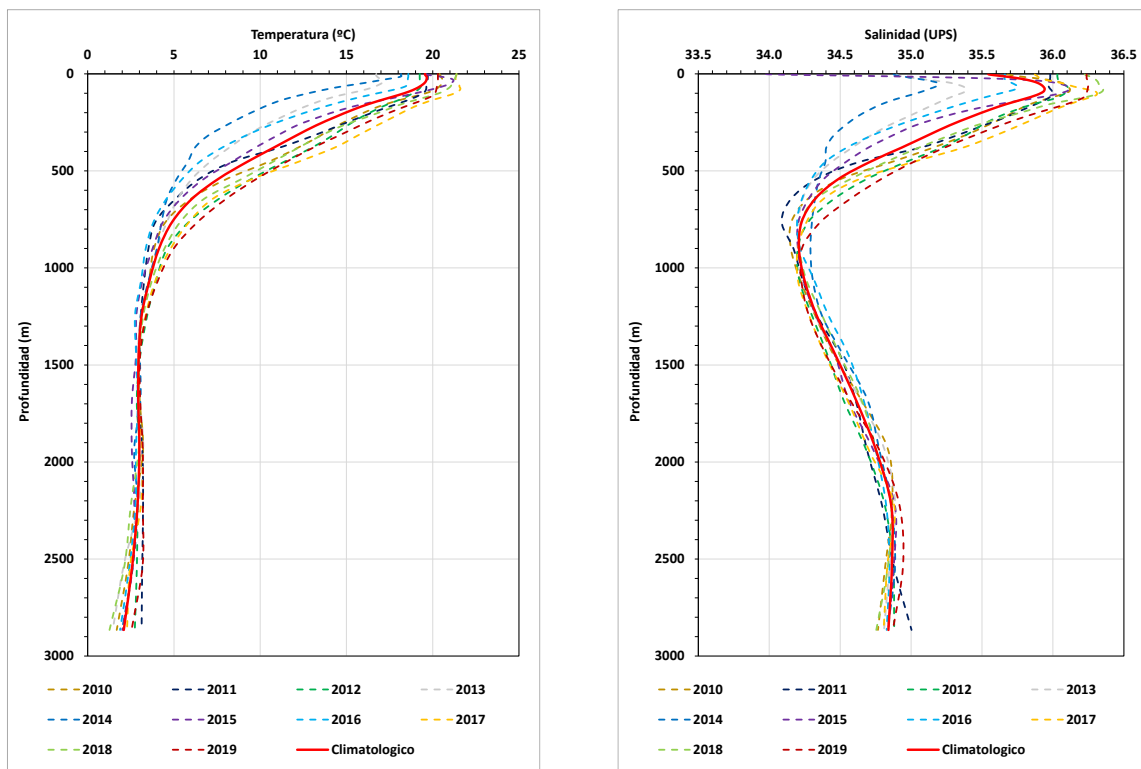 Temperatura (ºC)
0 5 10 15 20 25
0
500
1000
1500
2000
2500
3000
Profundidad (m)
2010 2011 2012 2013
2014 2015 2016 2017
2018 2019 Climatologico
Salinidad (UPS)
33.5 34.0 34.5 35.0 35.5 36.0 36.5
0
500
1000
1500
2000
2500
3000
Profundidad (m)
2010 2011 2012 2013
2014 2015 2016 2017
2018 2019 Climatologico